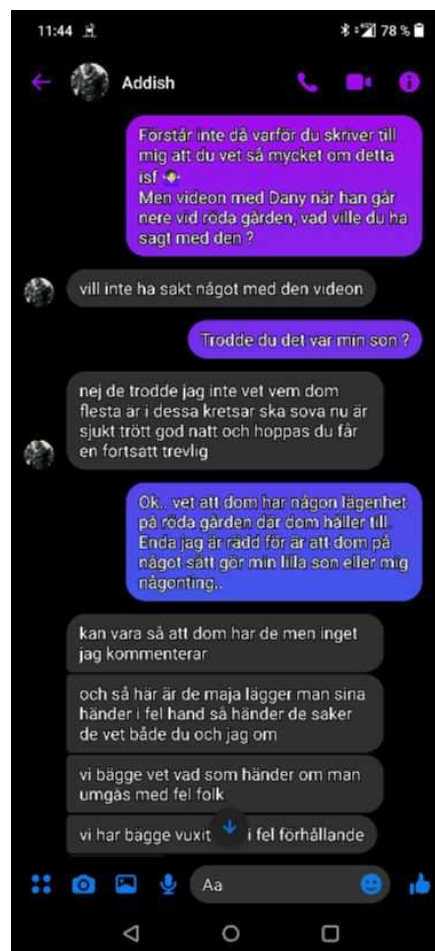 11:44
78 %
Addish
Förstår inte då varför du skriver till
mig att du vet så mycket om detta
isf 🤷🏻‍♀️
Men videon med Dany när han går
nere vid röda gården, vad ville du ha
sagt med den ?
vill inte ha sakt något med den videon
Trodde du det var min son ?
nej de trodde jag inte vet vem dom
flesta är i dessa kretsar ska sova nu är
sjukt trött god natt och hoppas du får
en fortsatt trevlig
Ok.. vet att dom har någon lägenhet
på röda gården där dom håller till.
Enda jag är rädd för är att dom på
något sätt gör min lilla son eller mig
någonting..
kan vara så att dom har de men inget
jag kommenterar
och så här är de maja lägger man sina
händer i fel hand så händer de saker
de vet både du och jag om
vi bägge vet vad som händer om man
umgås med fel folk
vi har bägge vuxit i fel förhållande
Aa